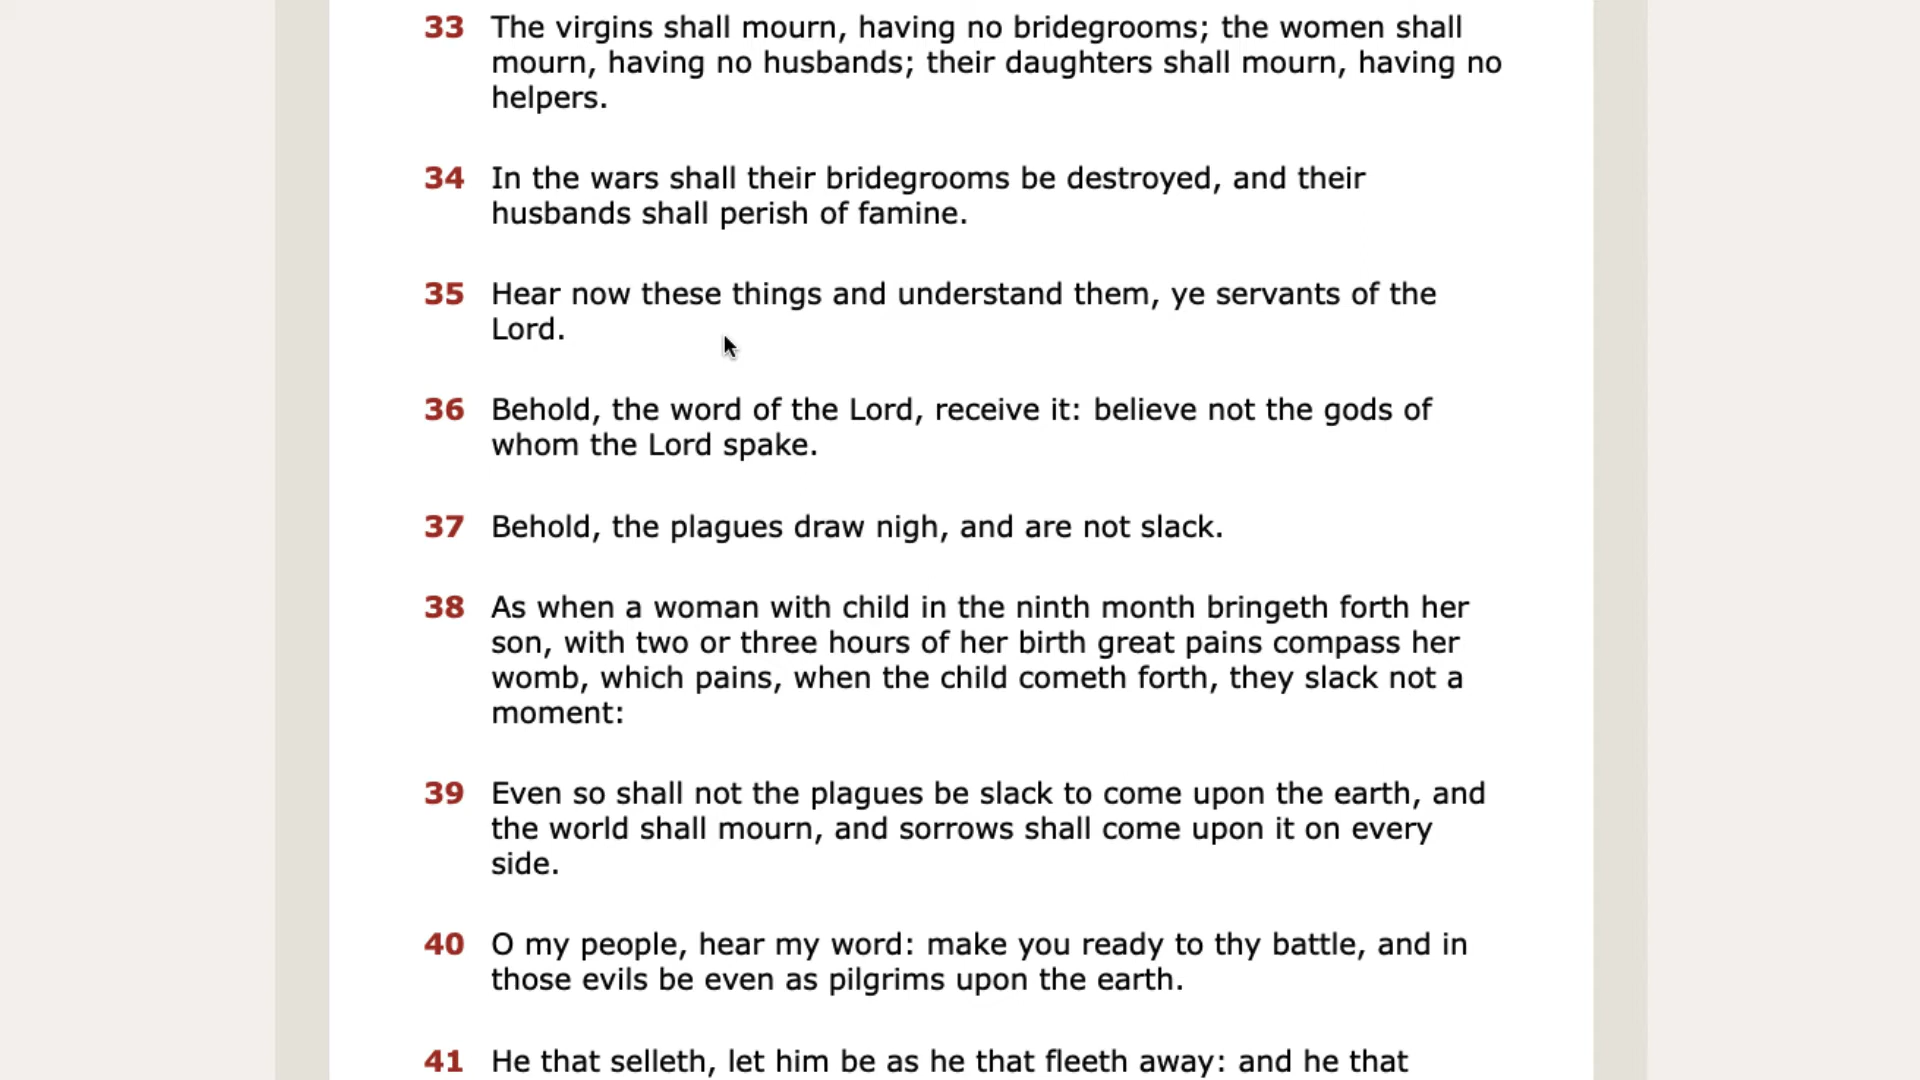 33 The virgins shall mourn, having no bridegrooms; the women shall
mourn, having no husbands; their daughters shall mourn, having no
helpers.
34 In the wars shall their bridegrooms be destroyed, and their
husbands shall perish of famine.
35 Hear now these things and understand them, ye servants of the
Lord.
36 Behold, the word of the Lord, receive it: believe not the gods of
whom the Lord spake.
37 Behold, the plagues draw nigh, and are not slack.
38 As when a woman with child in the ninth month bringeth forth her
son, with two or three hours of her birth great pains compass her
womb, which pains, when the child cometh forth, they slack not a
moment:
39 Even so shall not the plagues be slack to come upon the earth, and
the world shall mourn, and sorrows shall come upon it on every
side.
40 O my people, hear my word: make you ready to thy battle, and in
those evils be even as pilgrims upon the earth.
41 He that selleth, let him be as he that fleeth away: and he that